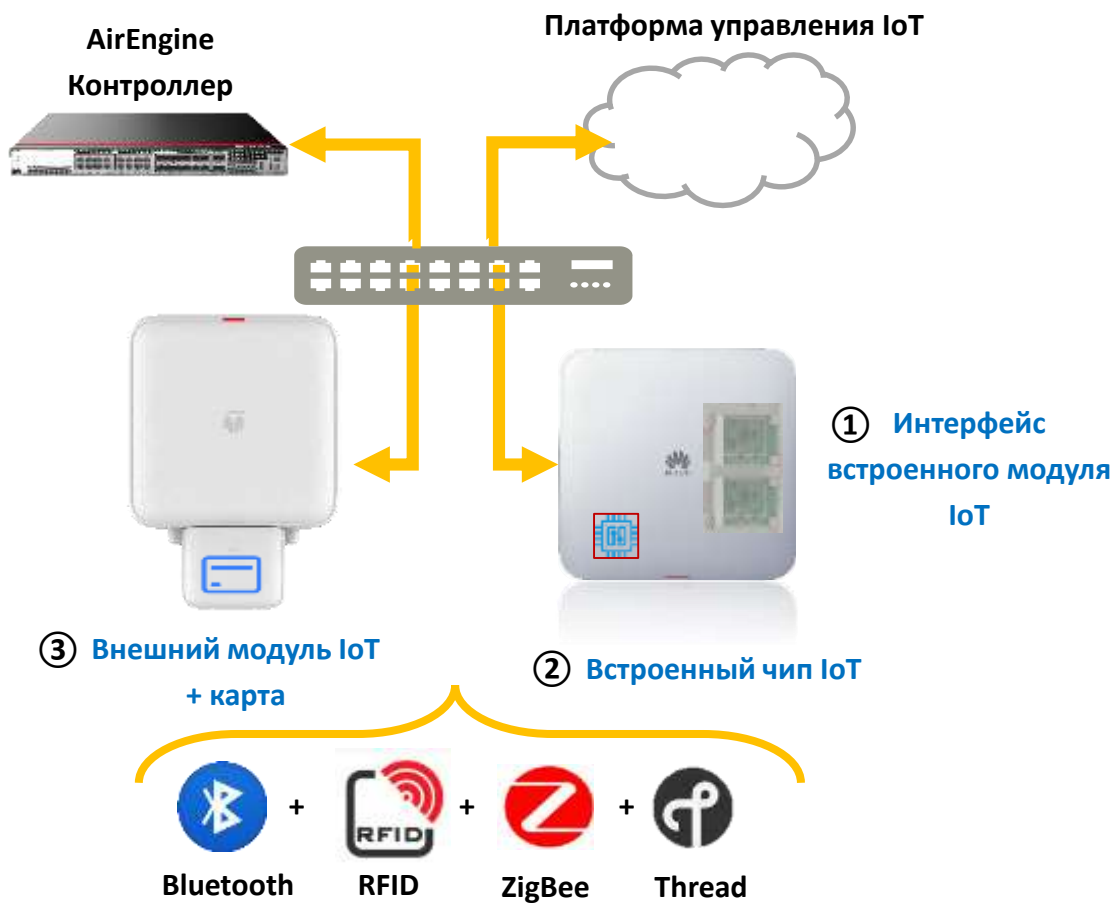 AirEngine
Контроллер
Платформа управления IoT
① Интерфейс
встроенного модуля
IoT
③ Внешний модуль IoT
+ карта
② Встроенный чип IoT
+ + +
RFID
Bluetooth RFID ZigBee Thread